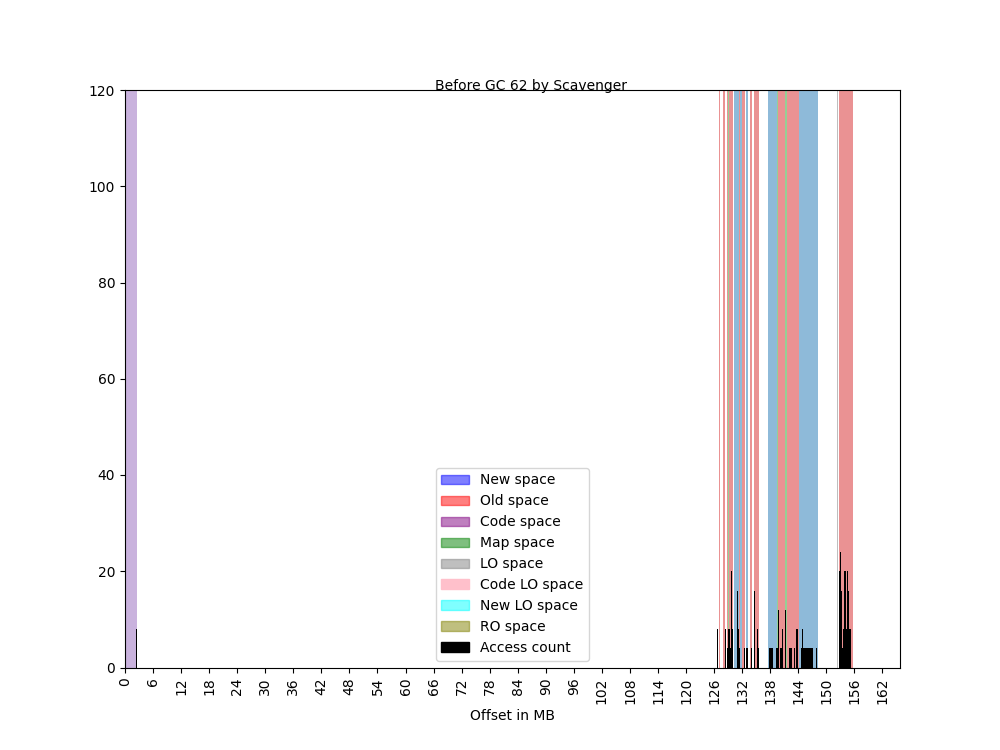 Before GC 62 by Scavenger
120
100
80
60
40
20
0
New space
Old space
Code space
Map space
LO space
Code LO space
New LO space
RO space
Access count
0 6 12 18 24 30 36 42 48 54 60 66 72 78 84 90 96 102 108 114 120 126 132 138 144 150 156 162
Offset in MB